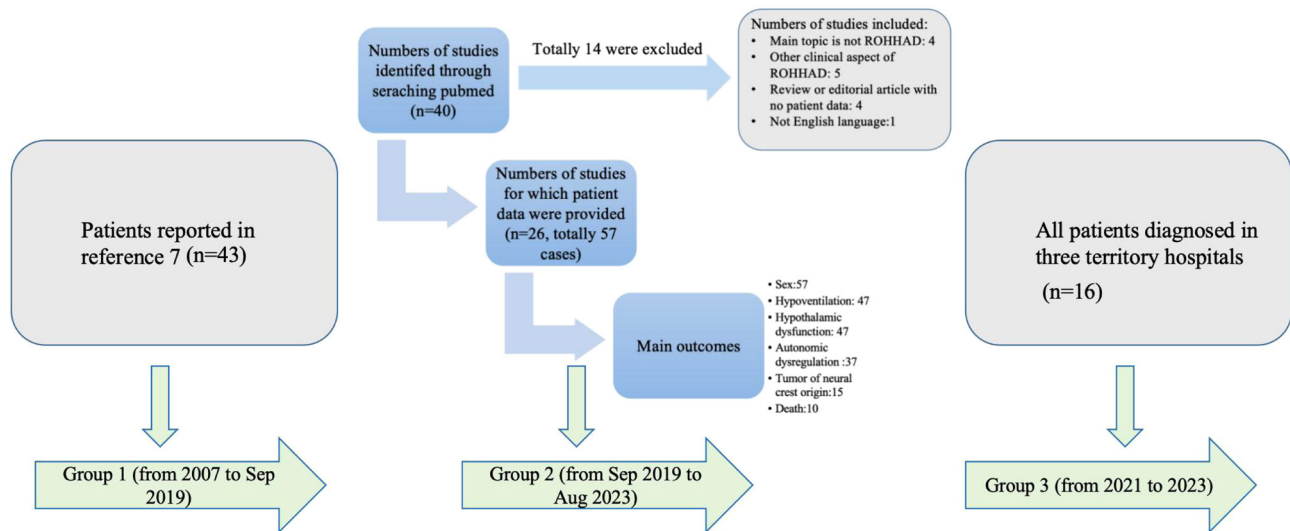 Numbers of studies
identifed through
seraching pubmed
(n=40)
Totally 14 were excluded
Numbers of studies included:
• Main topic is not ROHHAD: 4
• Other clinical aspect of
ROHHAD: 5
• Review or editorial article with
no patient data: 4
• Not English language:1
Patients reported in
reference 7 (n=43)
Numbers of studies
for which patient
data were provided
(n=26, totally 57
cases)
All patients diagnosed in
three territory hospitals
(n=16)
Main outcomes
• Sex:57
• Hypoventilation: 47
• Hypothalamic
dysfunction: 47
• Autonomic
dysregulation :37
• Tumor of neural
crest origin:15
• Death:10
Group 1 (from 2007 to Sep
2019)
Group 2 (from Sep 2019 to
Aug 2023)
Group 3 (from 2021 to 2023)